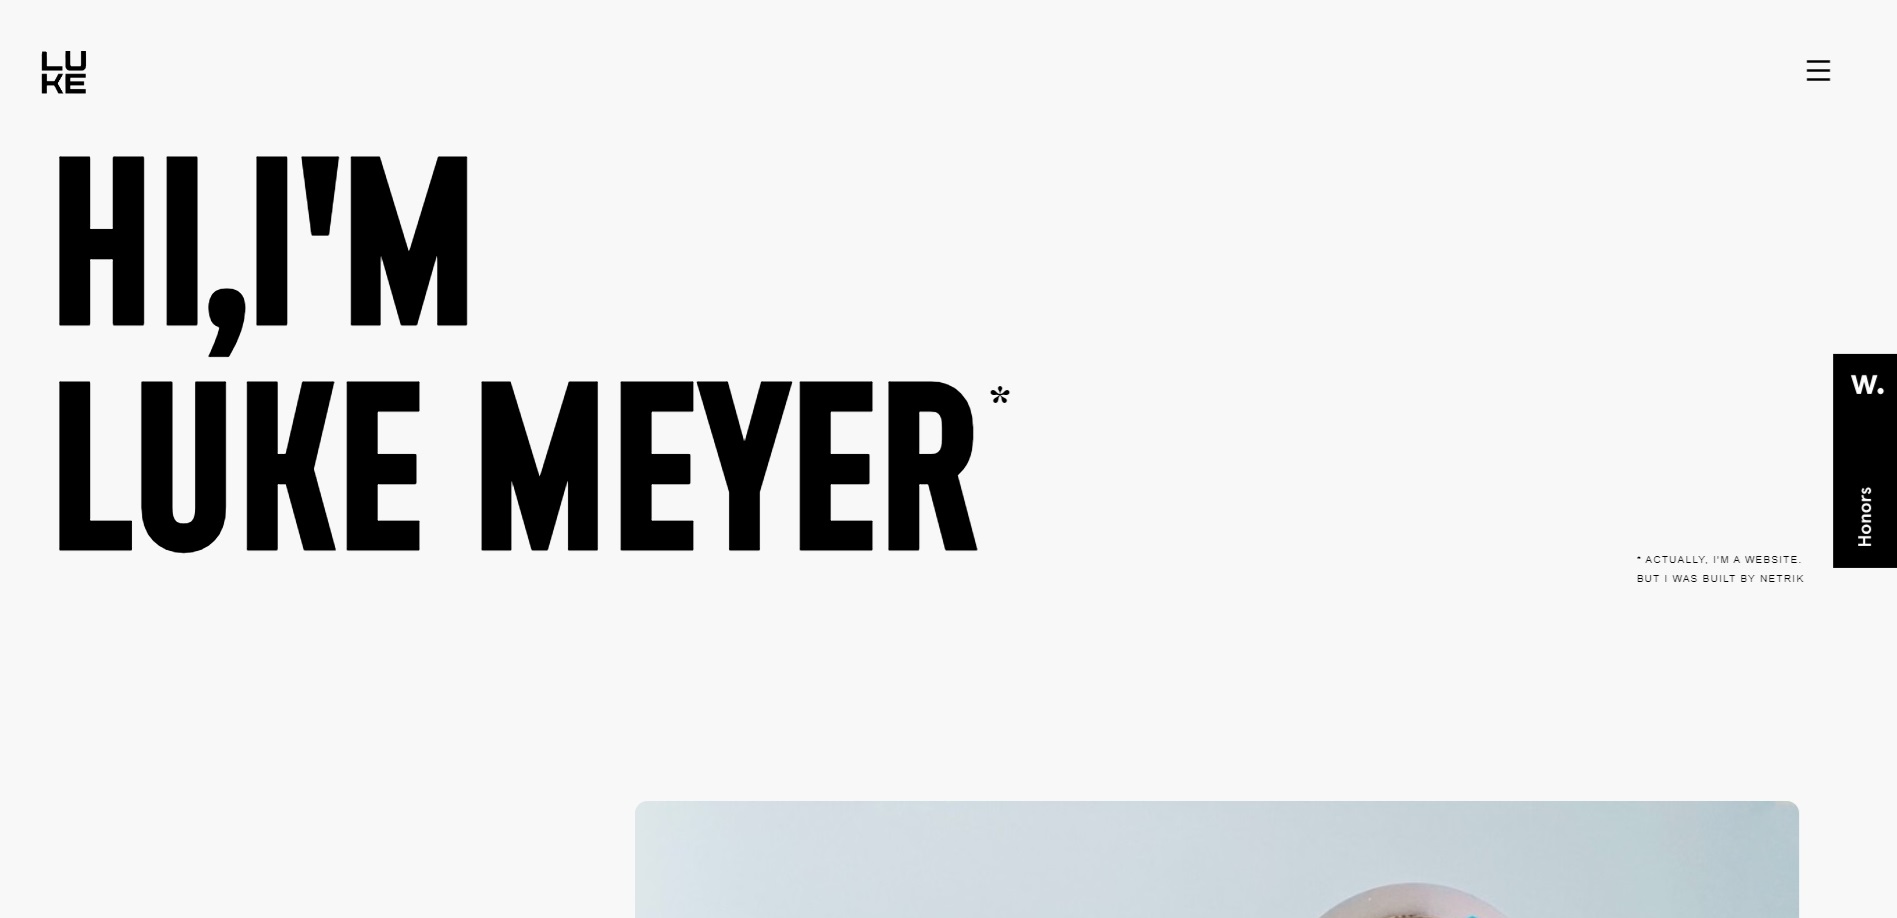 LU
KE
HI,I'M
LUKE MEYER*
W.
Honors
* ACTUALLY, I'M A WEBSITE.
BUT I WAS BUILT BY NETRIK